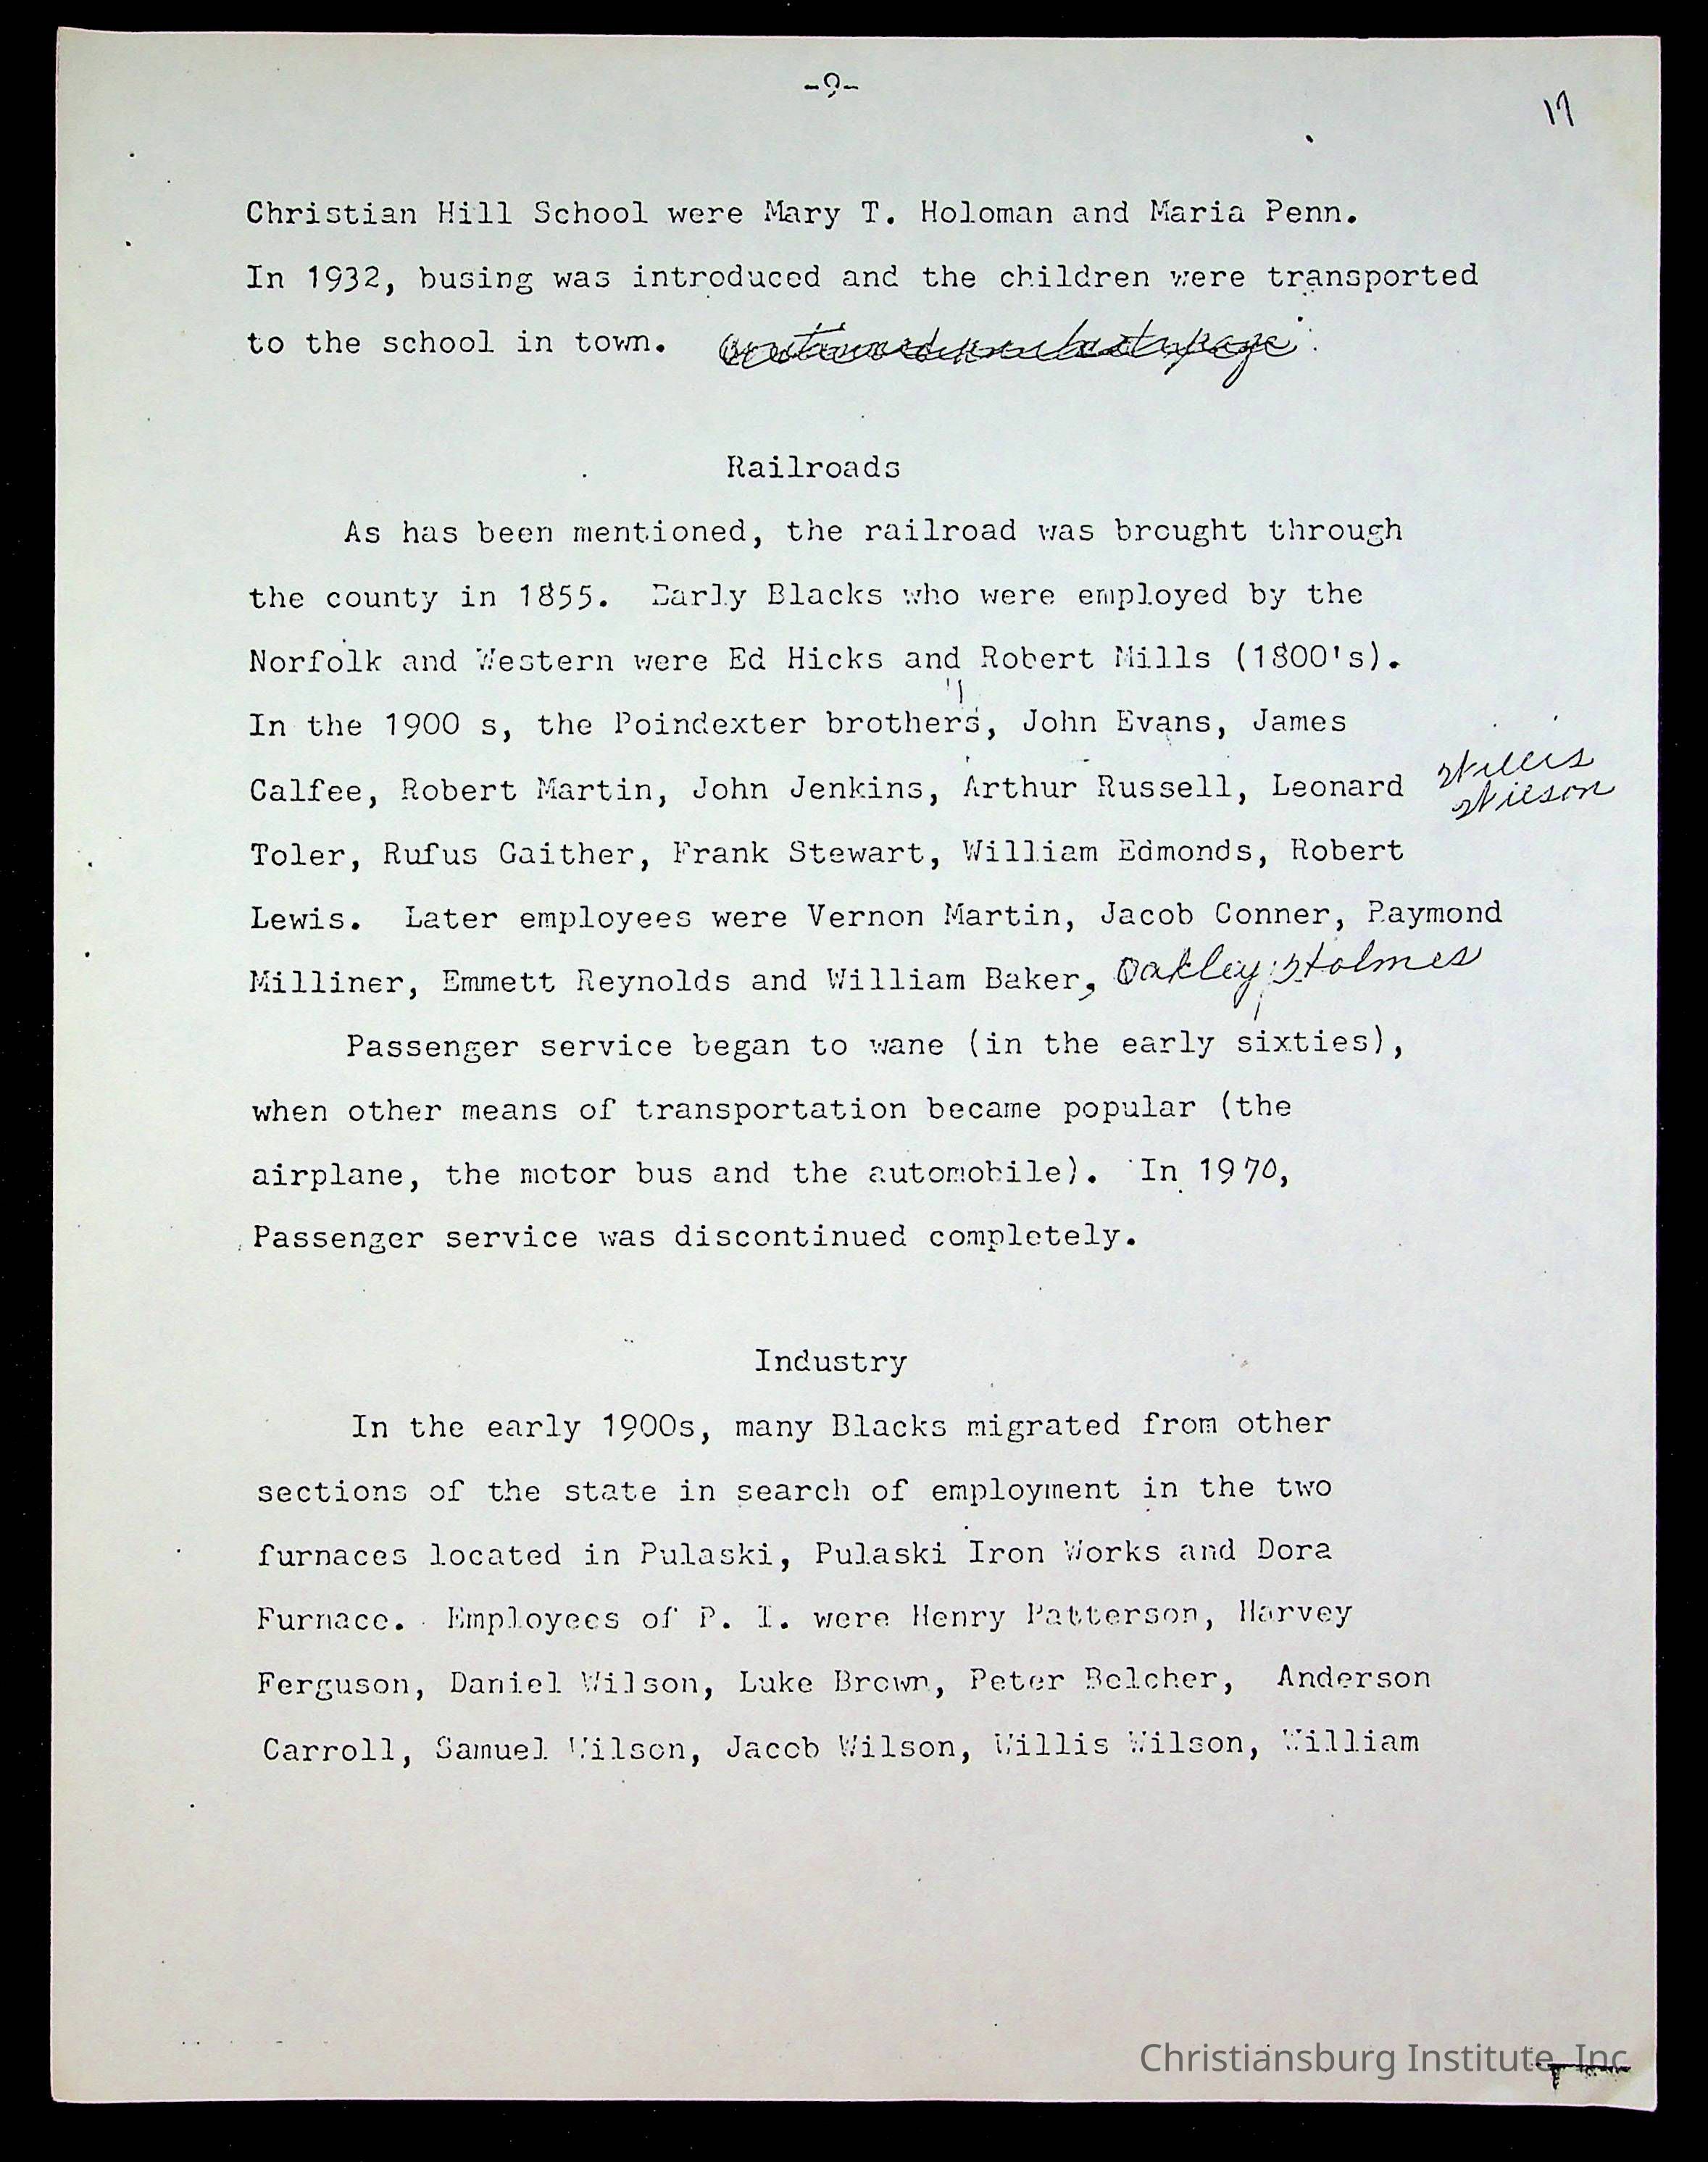 -9-
17
Christian Hill School were Mary T. Holoman and Maria Penn.
In 1932, busing was introduced and the children were transported
to the school in town.
Railroads
As has been mentioned, the railroad was brought through
the county in 1855. Early Blacks who were employed by the
Norfolk and Western were Ed Hicks and Robert Mills (1800's).
In the 1900 s, the Poindexter brothers, John Evans, James
Calfee, Robert Martin, John Jenkins, Arthur Russell, Leonard
Willis
Wilson
Toler, Rufus Gaither, Frank Stewart, William Edmonds, Robert
Lewis. Later employees were Vernon Martin, Jacob Conner, Raymond
Milliner, Emmett Reynolds and William Baker, Oakley Holmes
Passenger service began to wane (in the early sixties),
when other means of transportation became popular (the
airplane, the motor bus and the automobile). In 1970,
Passenger service was discontinued completely.
Industry
In the early 1900s, many Blacks migrated from other
sections of the state in search of employment in the two
furnaces located in Pulaski, Pulaski Iron Works and Dora
Furnace. Employees of P. I. were Henry Patterson, Harvey
Ferguson, Daniel Wilson, Luke Brown, Peter Belcher, Anderson
Carroll, Samuel Wilson, Jacob Wilson, Willis Wilson, William
Christiansburg Institute, Inc